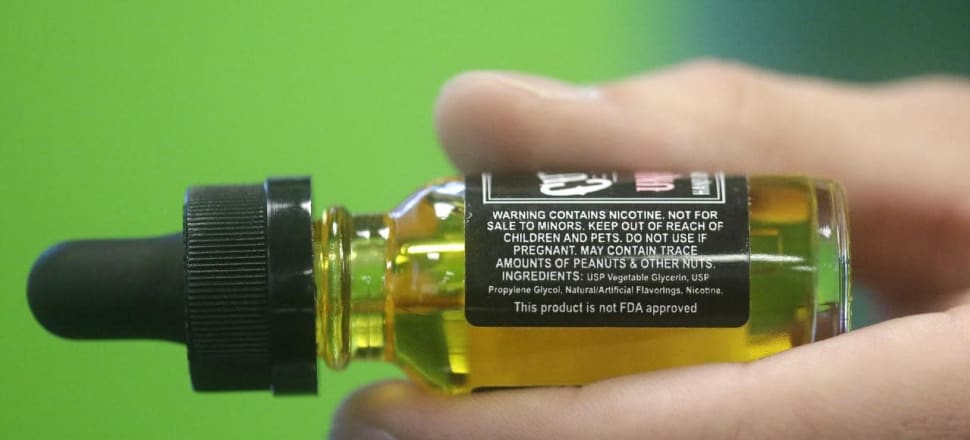 WARNING CONTAINS NICOTINE. NOT FOR
SALE TO MINORS. KEEP OUT OF REACH OF
CHILDREN AND PETS. DO NOT USE IF
PREGNANT. MAY CONTAIN TRACE
AMOUNTS OF PEANUTS & OTHER NUTS.
INGREDIENTS: USP Vegetable Glycerin, USP
Propylene Glycol, Natural/Artificial Flavorings, Nicotine.
This product is not FDA approved